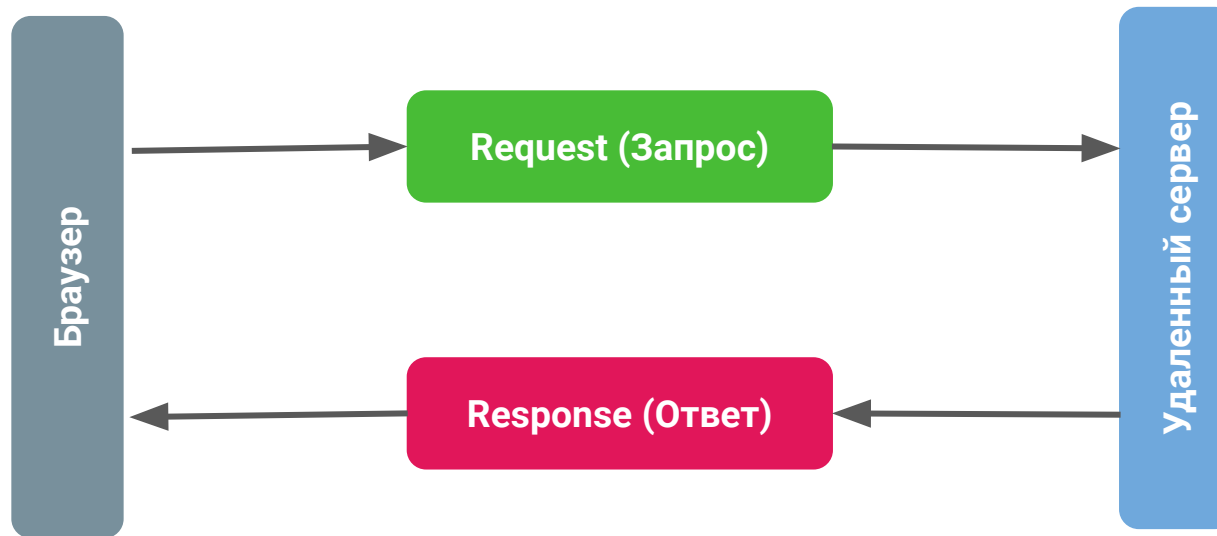 Браузер
Request (Запрос)
Удаленный сервер
Response (Ответ)